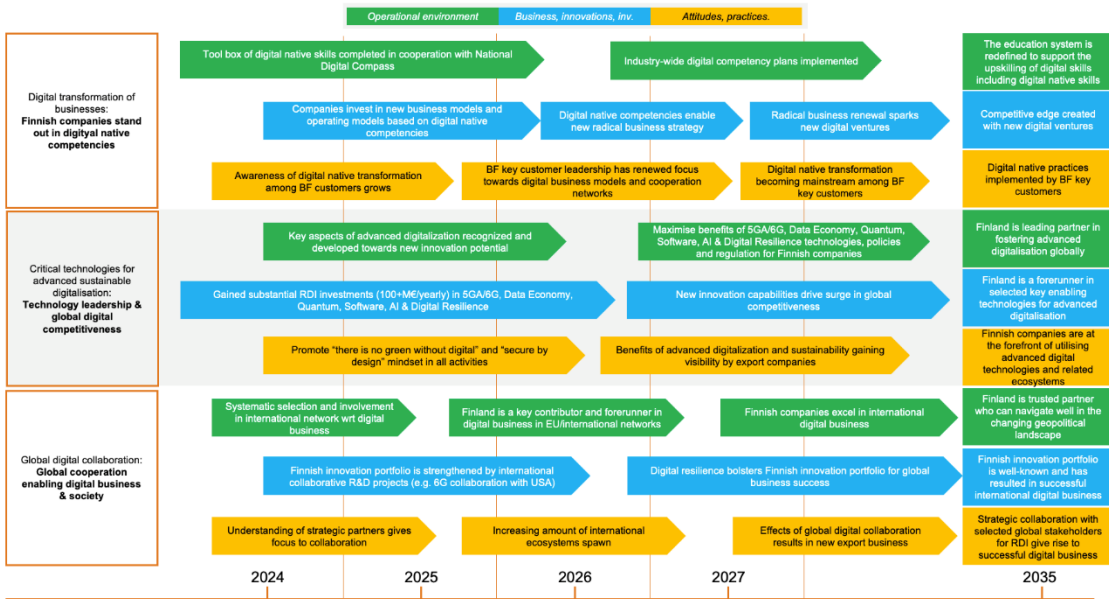 Operational environment
Business, innovations, inv.
Attitudes, practices.
Digital transformation of
businesses:
Finnish companies stand
out in digityal native
competencies
Tool box of digital native skills completed in cooperation with National
Digital Compass
Industry-wide digital competency plans implemented
The education system is
redefined to support the
upskilling of digital skills
including digital native skills
Companies invest in new business models and
operating models based on digital native
competencies
Digital native competencies enable
new radical business strategy
Radical business renewal sparks
new digital ventures
Competitive edge created
with new digital ventures
Awareness of digital native transformation
among BF customers grows
BF key customer leadership has renewed focus
towards digital business models and cooperation
networks
Digital native transformation
becoming mainstream among BF
key customers
Digital native practices
implemented by BF key
customers
Critical technologies for
advanced sustainable
digitalisation:
Technology leadership &
global digital
competitiveness
Key aspects of advanced digitalization recognized and
developed towards new innovation potential
Maximise benefits of 5GA/6G, Data Economy, Quantum,
Software, AI & Digital Resilience technologies, policies
and regulation for Finnish companies
Finland is leading partner in
fostering advanced
digitalisation globally
Gained substantial RDI investments (100+M€/yearly) in 5GA/6G, Data Economy,
Quantum, Software, AI & Digital Resilience
New innovation capabilities drive surge in global
competitiveness
Finland is a forerunner in
selected key enabling
technologies for advanced
digitalisation
Promote “there is no green without digital” and “secure by
design” mindset in all activities
Benefits of advanced digitalization and sustainability gaining
visibility by export companies
Finnish companies are at
the forefront of utilising
advanced digital
technologies and related
ecosystems
Global digital collaboration:
Global cooperation
enabling digital business
& society
Systematic selection and involvement
in international network wrt digital
business
Finland is a key contributor and forerunner in
digital business in EU/international networks
Finnish companies excel in international
digital business
Finland is trusted partner
who can navigate well in the
changing geopolitical
landscape
Finnish innovation portfolio is strengthened by international
collaborative R&D projects (e.g. 6G collaboration with USA)
Digital resilience bolsters Finnish innovation portfolio for global
business success
Finnish innovation portfolio
is well-known and has
resulted in successful
international digital business
Understanding of strategic partners gives
focus to collaboration
Increasing amount of international
ecosystems spawn
Effects of global digital collaboration
results in new export business
Strategic collaboration with
selected global stakeholders
for RDI give rise to
successful digital business
2024
2025
2026
2027
2035